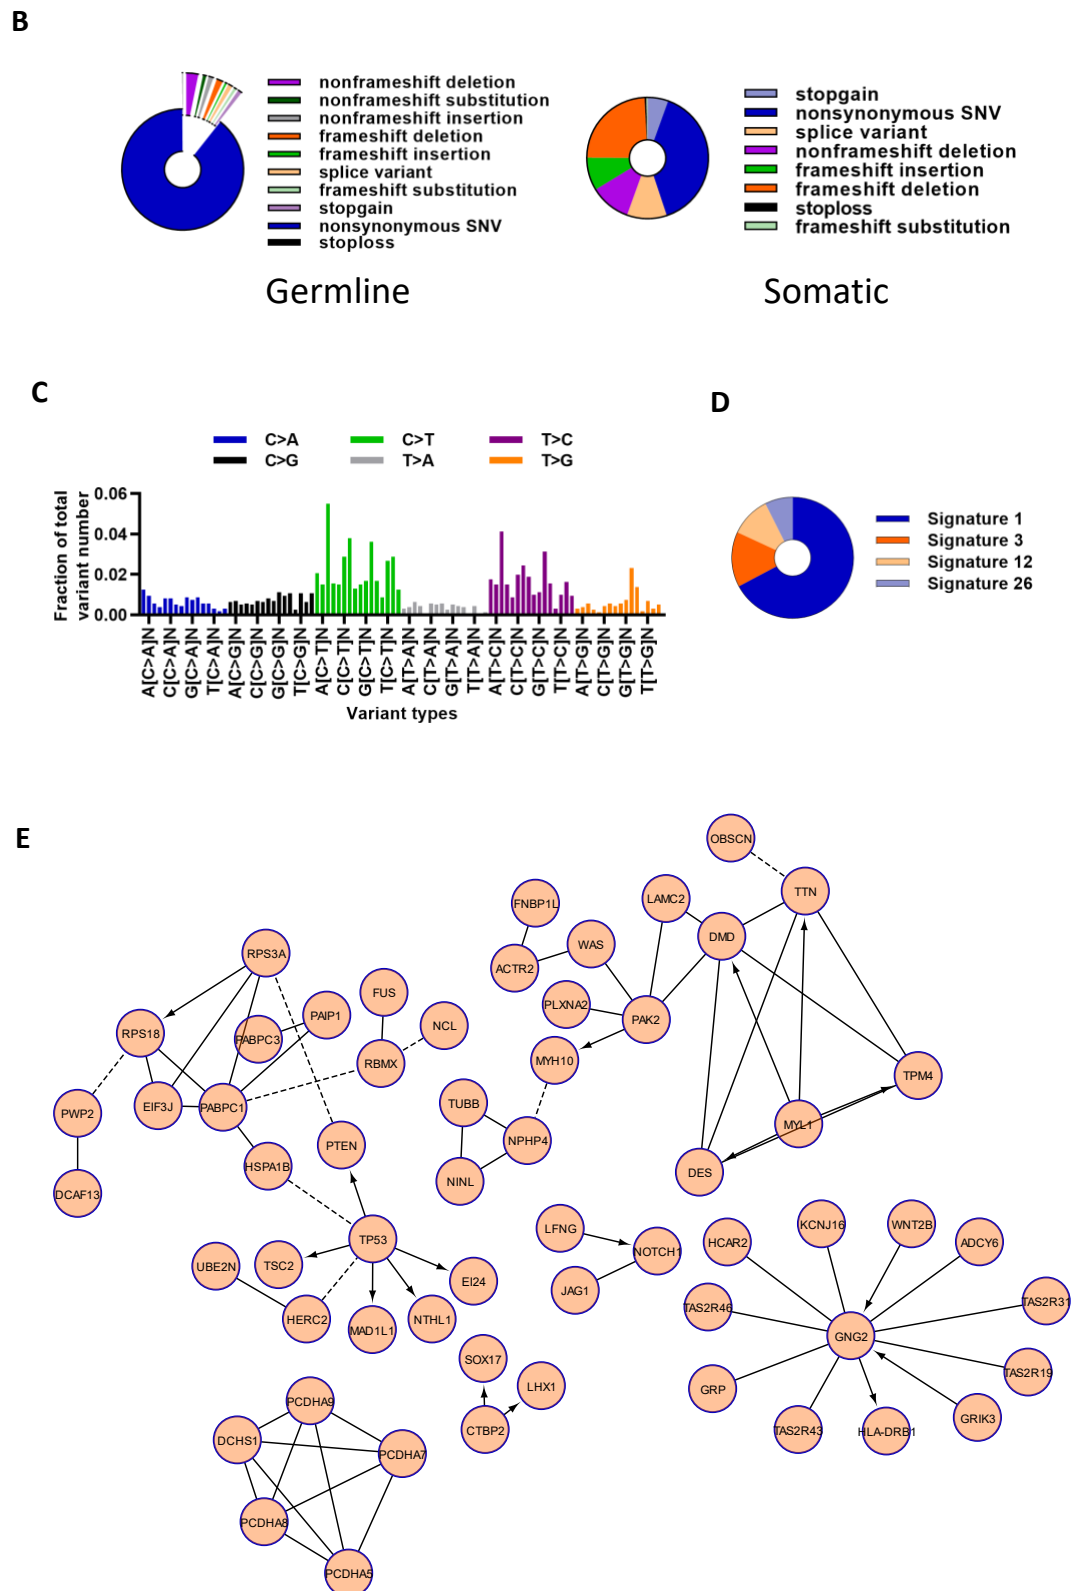 B
nonframeshift deletion
nonframeshift substitution
nonframeshift insertion
frameshift deletion
frameshift insertion
splice variant
frameshift substitution
stopgain
nonsynonymous SNV
stoploss
Germline
stopgain
nonsynonymous SNV
splice variant
nonframeshift deletion
frameshift insertion
frameshift deletion
stoploss
frameshift substitution
Somatic
C
C>A
C>T
T>C
C>G
T>A
T>G
Fraction of total
variant number
0.06
0.04
0.02
0.00
A[C>A]N
C[C>A]N
G[C>A]N
T[C>A]N
A[C>G]N
C[C>G]N
G[C>G]N
T[C>G]N
A[C>T]N
C[C>T]N
G[C>T]N
T[C>T]N
A[T>A]N
C[T>A]N
G[T>A]N
T[T>A]N
A[T>C]N
C[T>C]N
G[T>C]N
T[T>C]N
A[T>G]N
C[T>G]N
G[T>G]N
T[T>G]N
Variant types
D
Signature 1
Signature 3
Signature 12
Signature 26
E
OBSCN
TTN
LAMC2
FNBP1L
DMD
WAS
RPS3A
ACTR2
FUS
PLXNA2
PAIP1
PAK2
NCL
RPS18
PABPC3
MYH10
RBMX
TPM4
TUBB
EIF3J
PABPC1
PWP2
MYL1
NPHP4
PTEN
HSPA1B
DES
NINL
DCAF13
KCNJ16
WNT2B
LFNG
TP53
HCAR2
ADCY6
NOTCH1
TSC2
UBE2N
EI24
JAG1
TAS2R31
TAS2R46
HERC2
NTHL1
MAD1L1
GNG2
SOX17
TAS2R19
LHX1
GRP
PCDHA9
GRIK3
CTBP2
TAS2R43
HLA-DRB1
DCHS1
PCDHA7
PCDHA8
PCDHA5